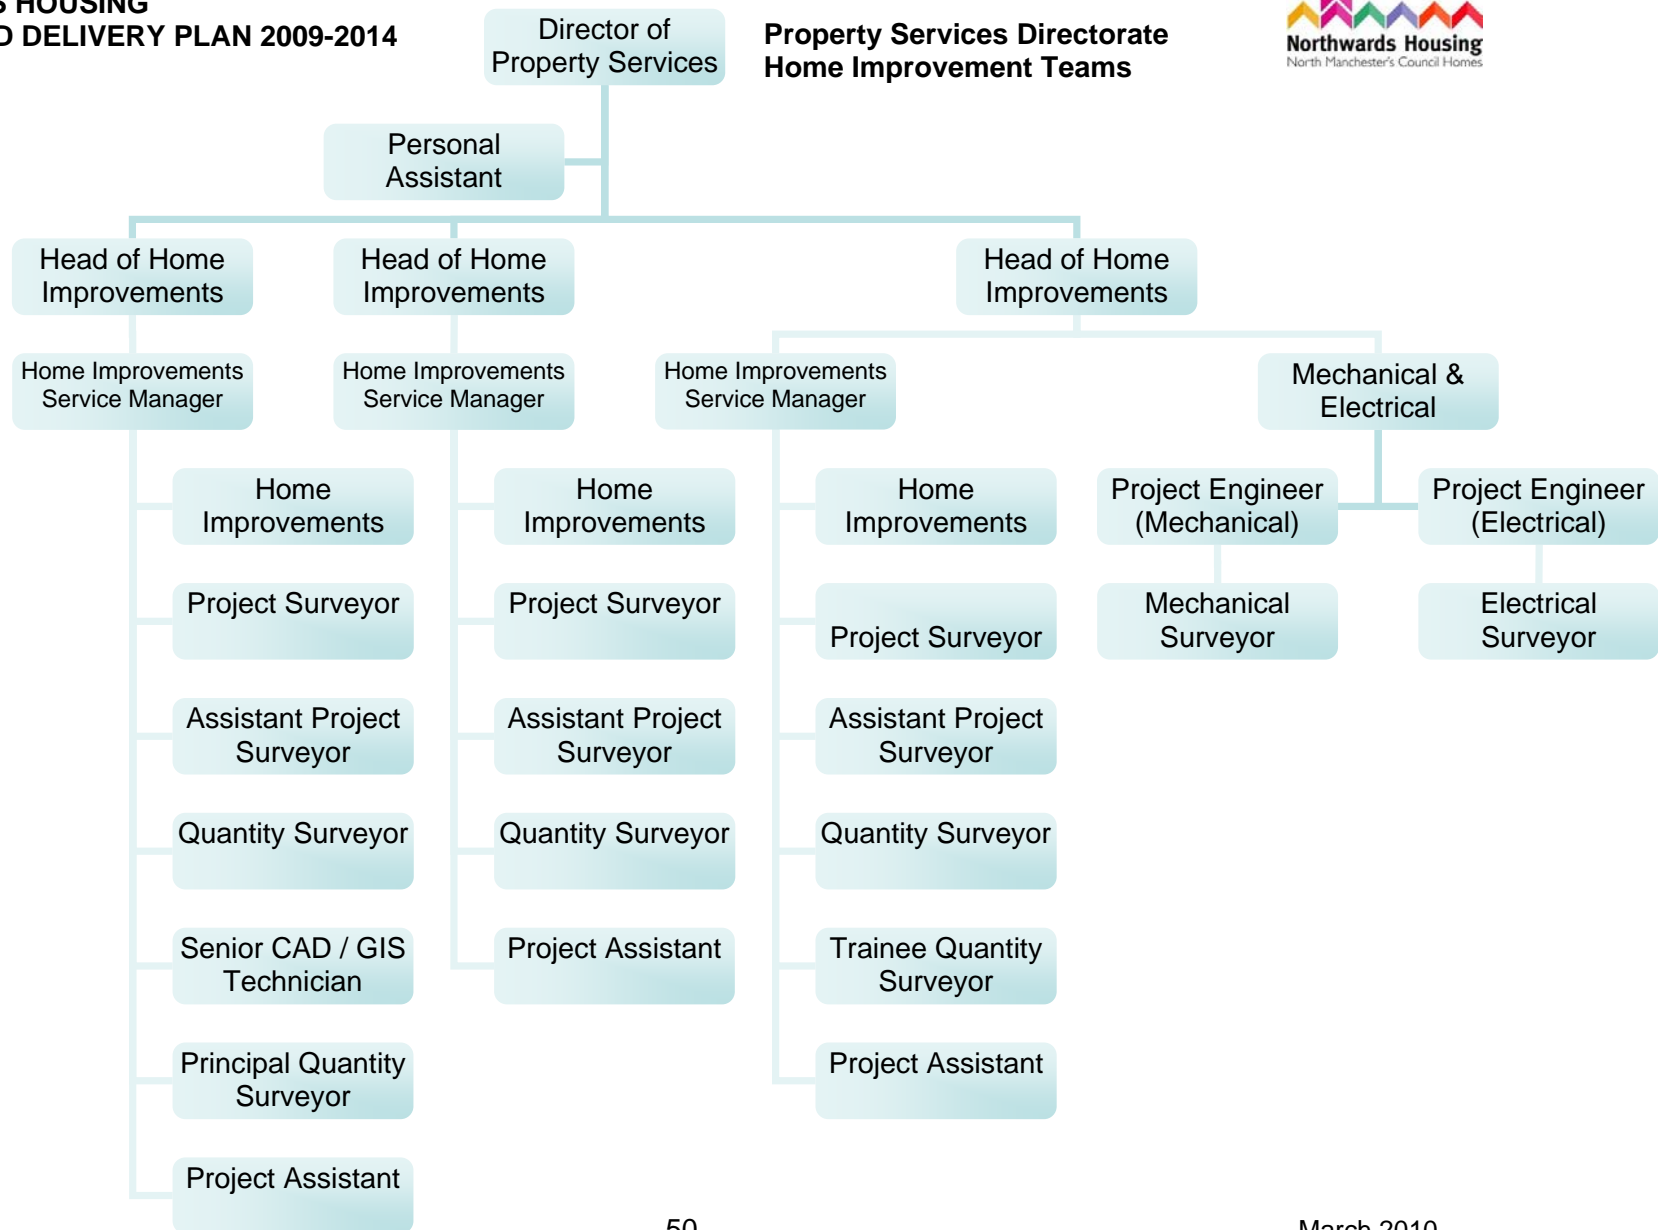 S HOUSING
D DELIVERY PLAN 2009-2014
Director of
Property Services
Property Services Directorate
Home Improvement Teams
Northwards Housing
North Manchester's Council Homes
Personal
Assistant
Head of Home
Improvements
Head of Home
Improvements
Head of Home
Improvements
Home Improvements
Service Manager
Home Improvements
Service Manager
Home Improvements
Service Manager
Mechanical &
Electrical
Home
Improvements
Home
Improvements
Home
Improvements
Project Engineer
(Mechanical)
Project Engineer
(Electrical)
Project Surveyor
Project Surveyor
Project Surveyor
Mechanical
Surveyor
Electrical
Surveyor
Assistant Project
Surveyor
Assistant Project
Surveyor
Assistant Project
Surveyor
Quantity Surveyor
Quantity Surveyor
Quantity Surveyor
Senior CAD / GIS
Technician
Project Assistant
Trainee Quantity
Surveyor
Principal Quantity
Surveyor
Project Assistant
Project Assistant
50
March 2010